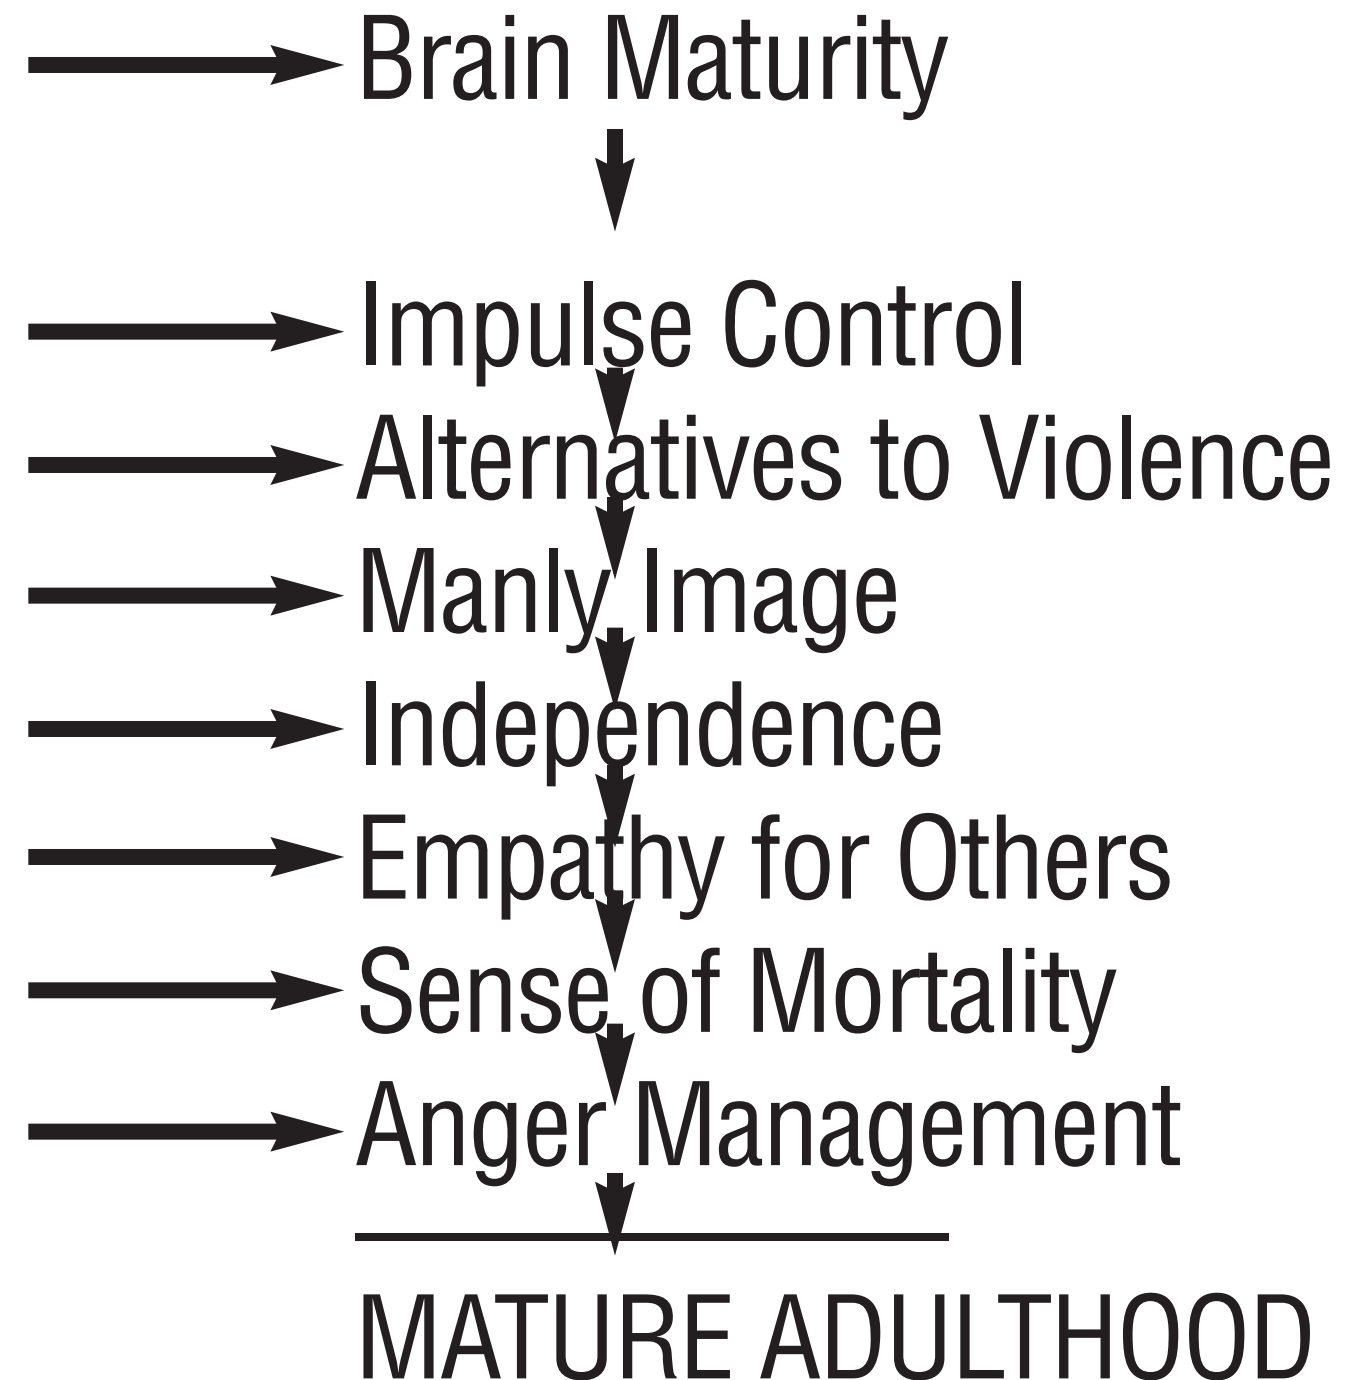 Brain Maturity
Impulse Control
Alternatives to Violence
Manly Image
Independence
Empathy for Others
Sense of Mortality
Anger Management
MATURE ADULTHOOD